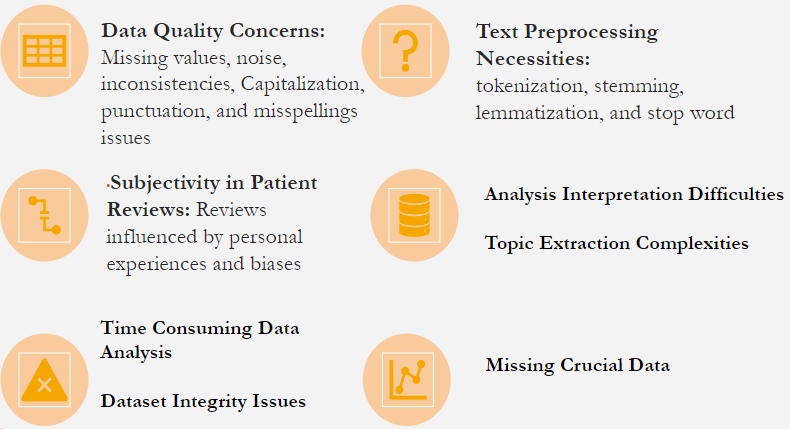 Data Quality Concerns:
Missing values, noise,
inconsistencies, Capitalization,
punctuation, and misspellings
issues
Text Preprocessing
Necessities:
tokenization, stemming,
lemmatization, and stop word
·Subjectivity in Patient
Reviews: Reviews
influenced by personal
experiences and biases
Analysis Interpretation Difficulties
Topic Extraction Complexities
Time Consuming Data
Analysis
Dataset Integrity Issues
Missing Crucial Data